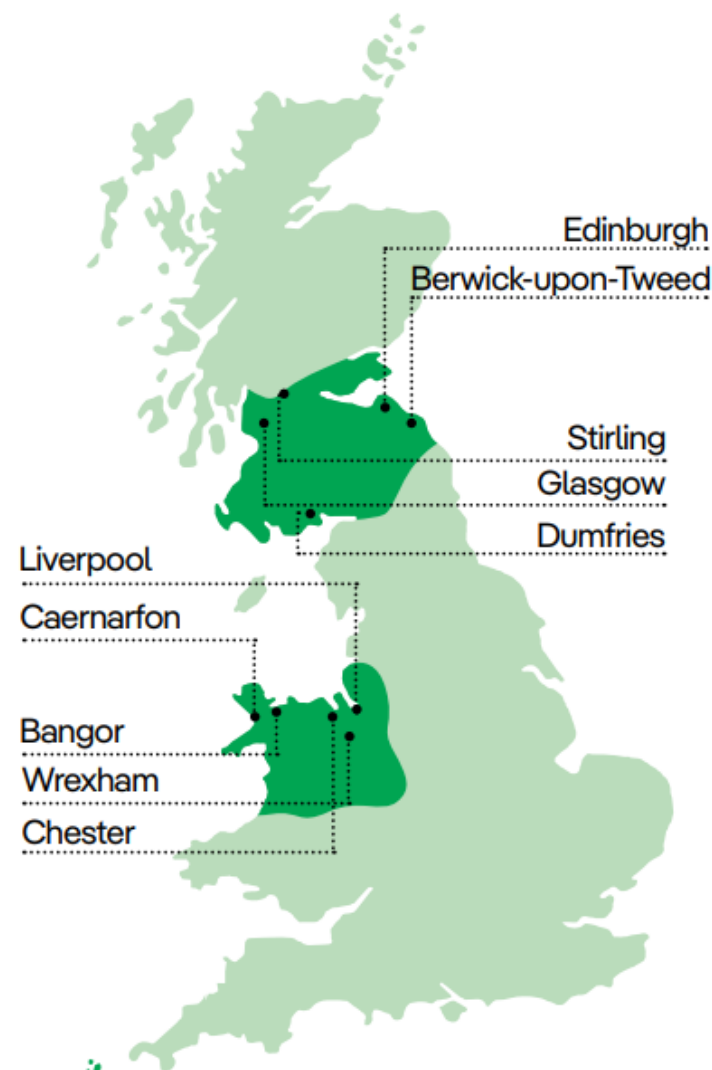 Edinburgh
Berwick-upon-Tweed
Stirling
Glasgow
Dumfries
Liverpool
Caernarfon
Bangor
Wrexham
Chester